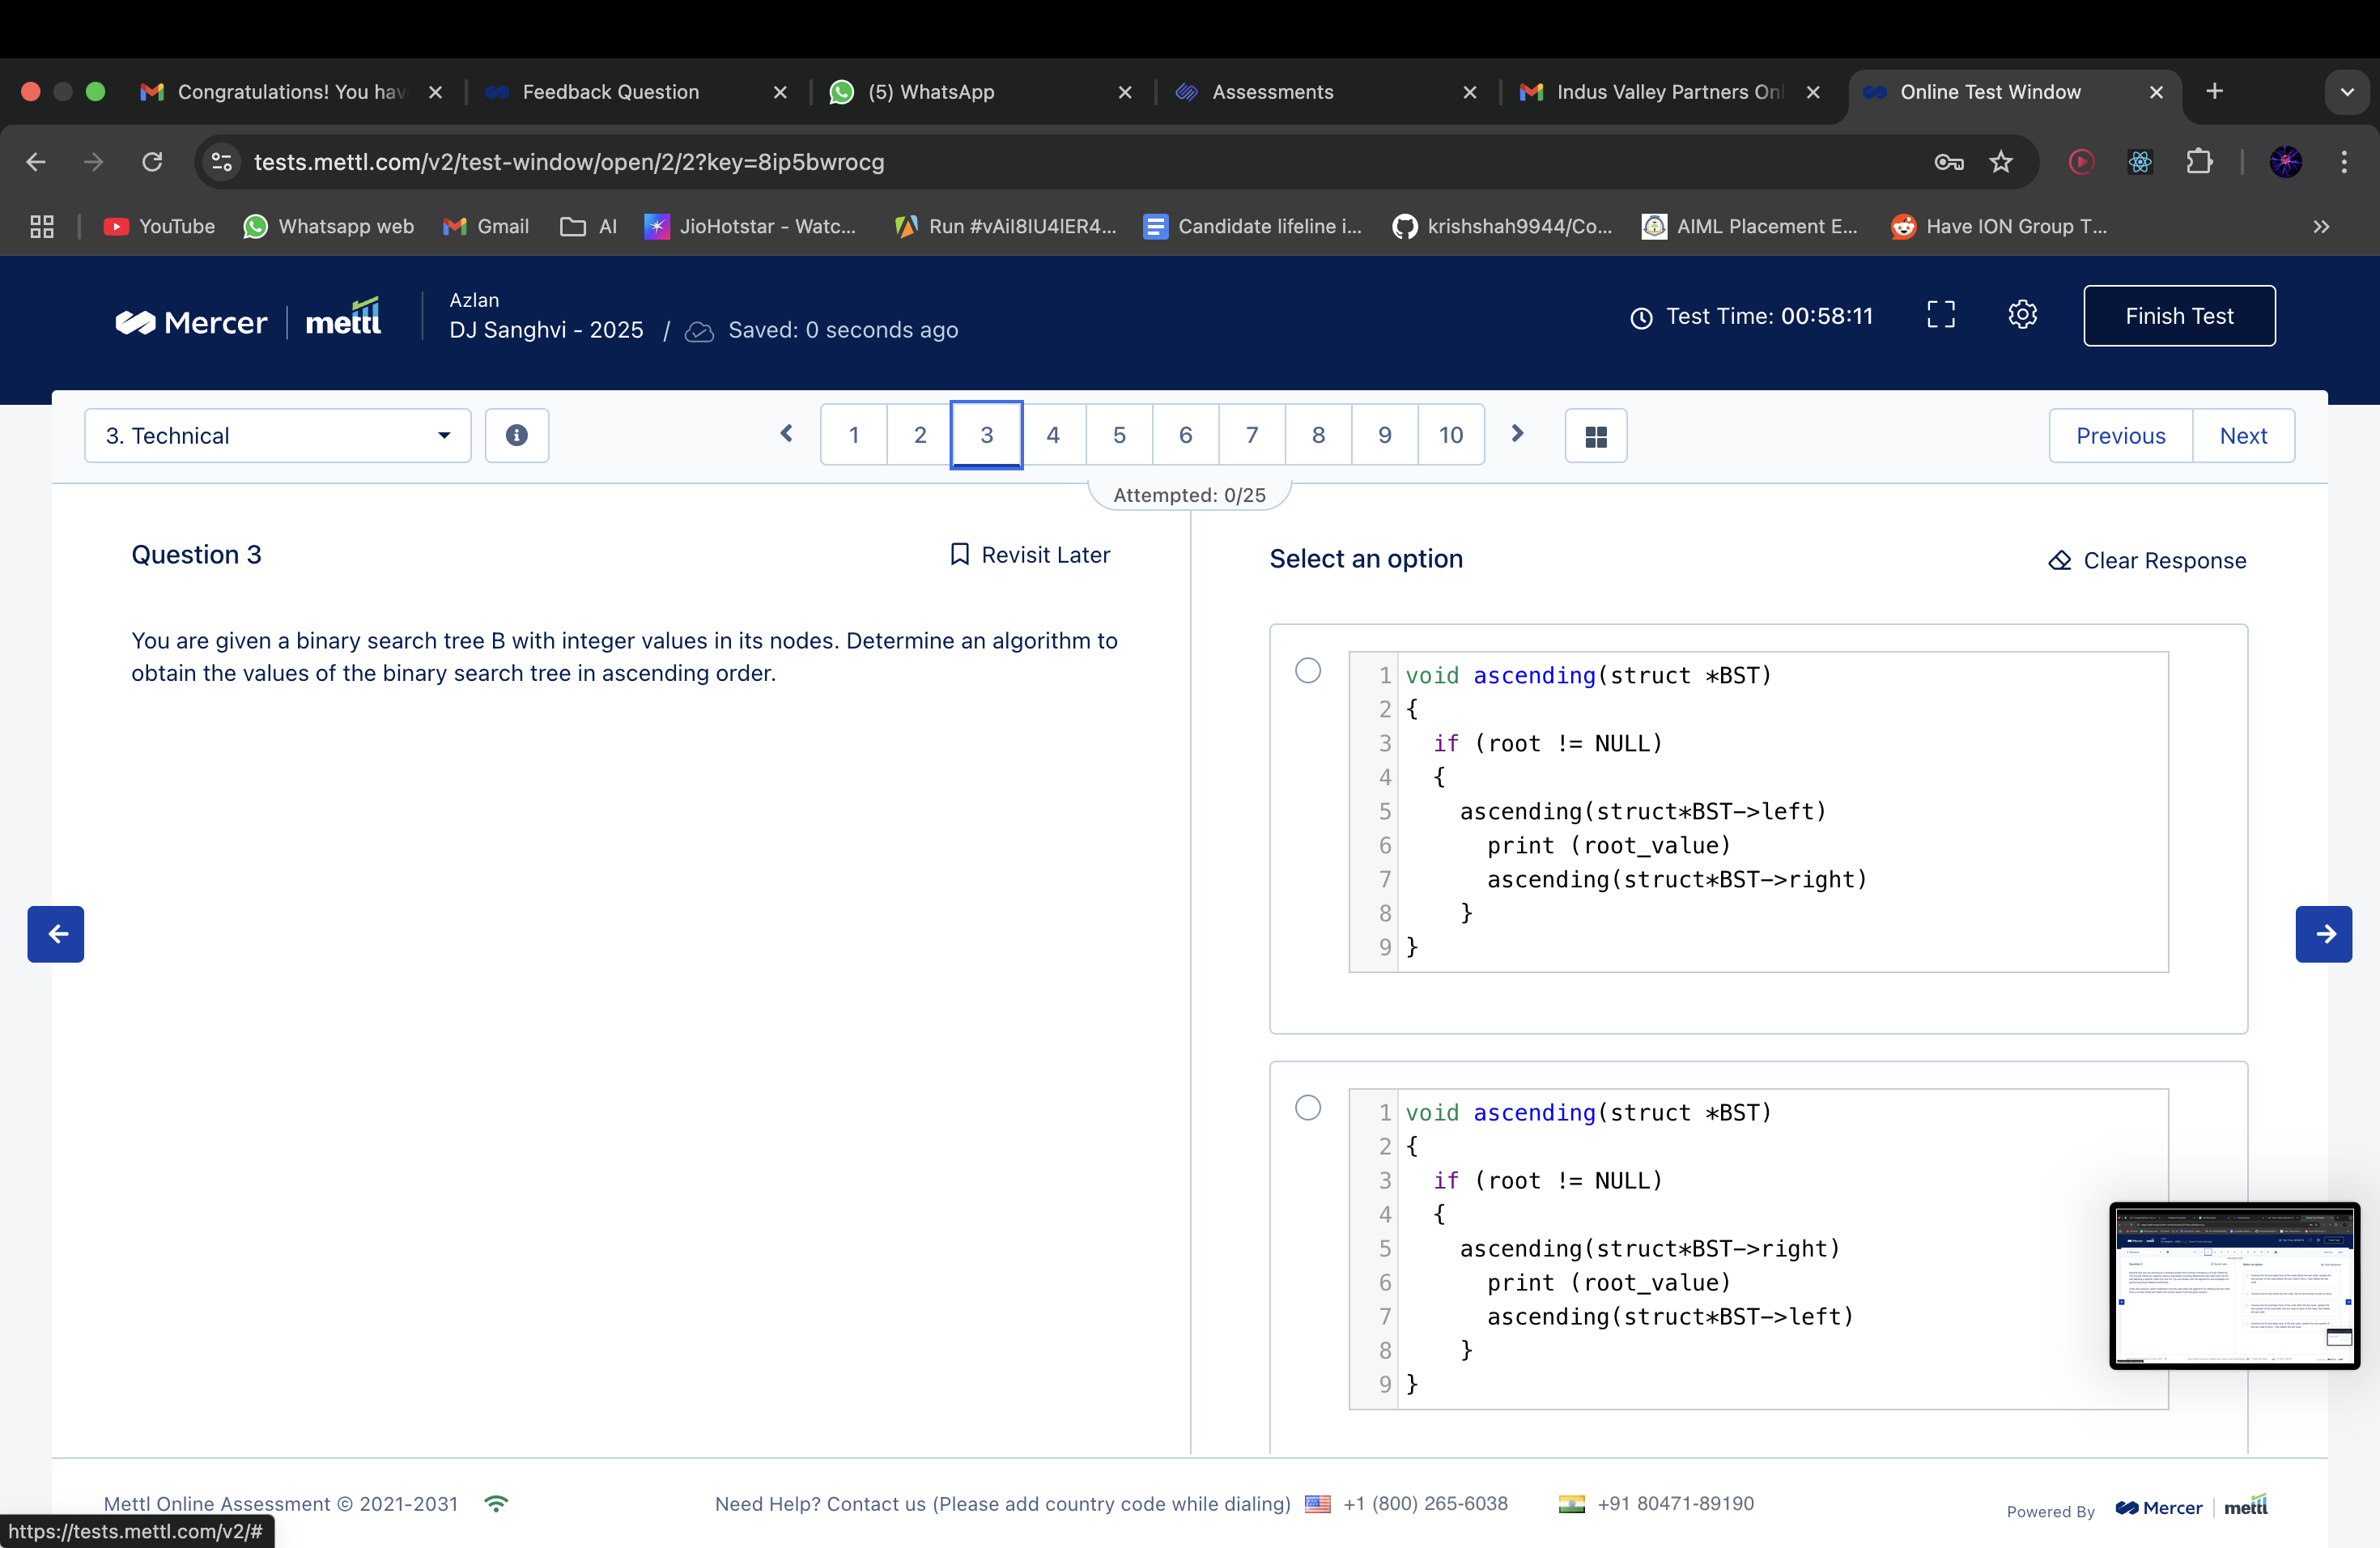 Congratulations! You hav
Feedback Question
(5) WhatsApp
Assessments
Indus Valley Partners Onl
Online Test Window
tests.mettl.com/v2/test-window/open/2/2?key=8ip5bwrocg
YouTube
Whatsapp web
Gmail
AI
JioHotstar - Watc...
Run #vAiI8IU4lER4...
Candidate lifeline i...
krishshah9944/Co...
AIML Placement E...
Have ION Group T...
Mercer | mettl
Azlan
DJ Sanghvi - 2025 / Saved: 0 seconds ago
Test Time: 00:58:11
Finish Test
3. Technical
1 2 3 4 5 6 7 8 9 10
Previous
Next
Attempted: 0/25
Question 3
Revisit Later
You are given a binary search tree B with integer values in its nodes. Determine an algorithm to
obtain the values of the binary search tree in ascending order.
Select an option
Clear Response
1 void ascending(struct *BST)
2 {
3 if (root != NULL)
4 {
5 ascending(struct*BST->left)
6 print (root_value)
7 ascending(struct*BST->right)
8 }
9 }
1 void ascending(struct *BST)
2 {
3 if (root != NULL)
4 {
5 ascending(struct*BST->right)
6 print (root_value)
7 ascending(struct*BST->left)
8 }
9 }
Mettl Online Assessment © 2021-2031
Need Help? Contact us (Please add country code while dialing) +1 (800) 265-6038 +91 80471-89190
Powered By Mercer | mettl
https://tests.mettl.com/v2/#